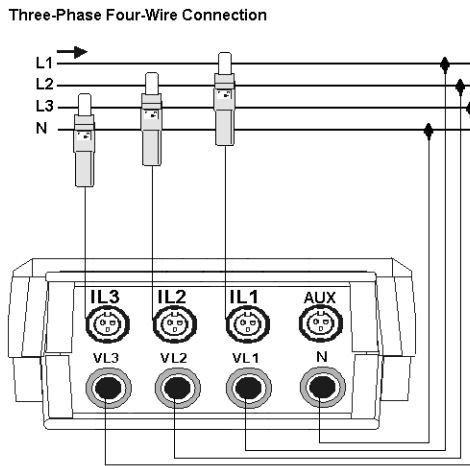 Three-Phase Four-Wire Connection
L1
L2
L3
N
IL3 IL2 IL1 AUX
VL3 VL2 VL1 N